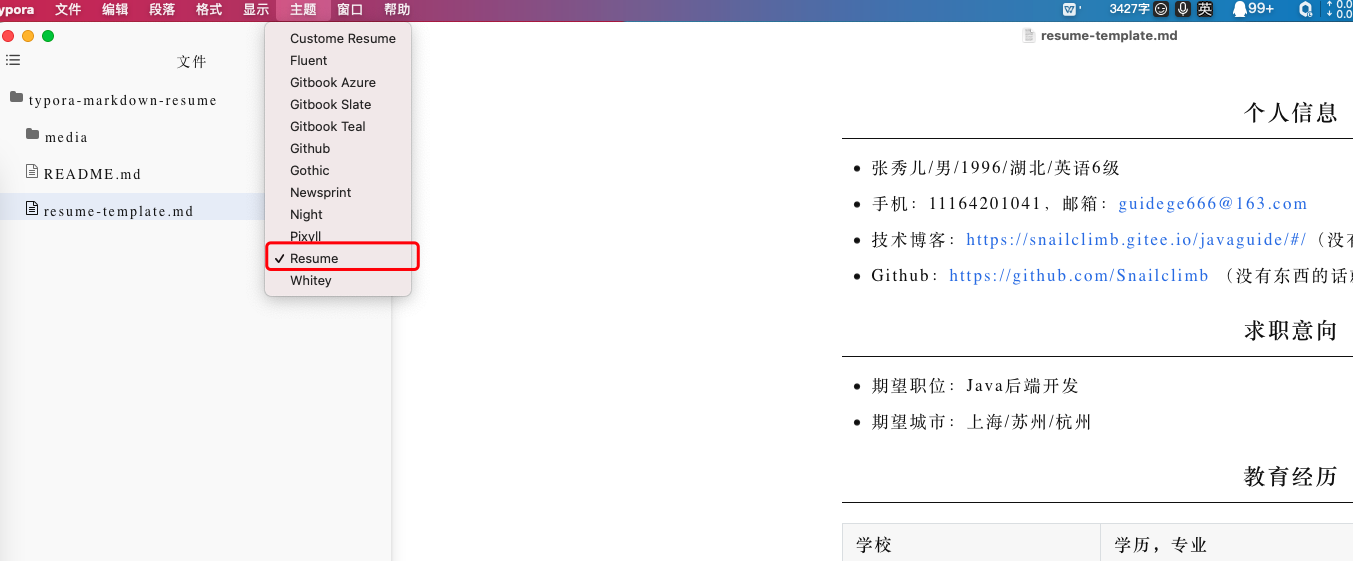 ypora 文件 编辑 段落 格式 显示 主题 窗口 帮助 3427字 英 99+ 0.0
0.0
resume-template.md
文件
typora-markdown-resume
media
README.md
resume-template.md
Custome Resume
Fluent
Gitbook Azure
Gitbook Slate
Gitbook Teal
Github
Gothic
Newsprint
Night
Pixyll
Resume
Whitey
个人信息
张秀儿/男/1996/湖北/英语6级
手机：11164201041，邮箱：guidege666@163.com
技术博客：https://snailclimb.gitee.io/javaguide/#/（没有
Github：https://github.com/Snailclimb （没有东西的话就
求职意向
期望职位：Java后端开发
期望城市：上海/苏州/杭州
教育经历
学校 学历，专业